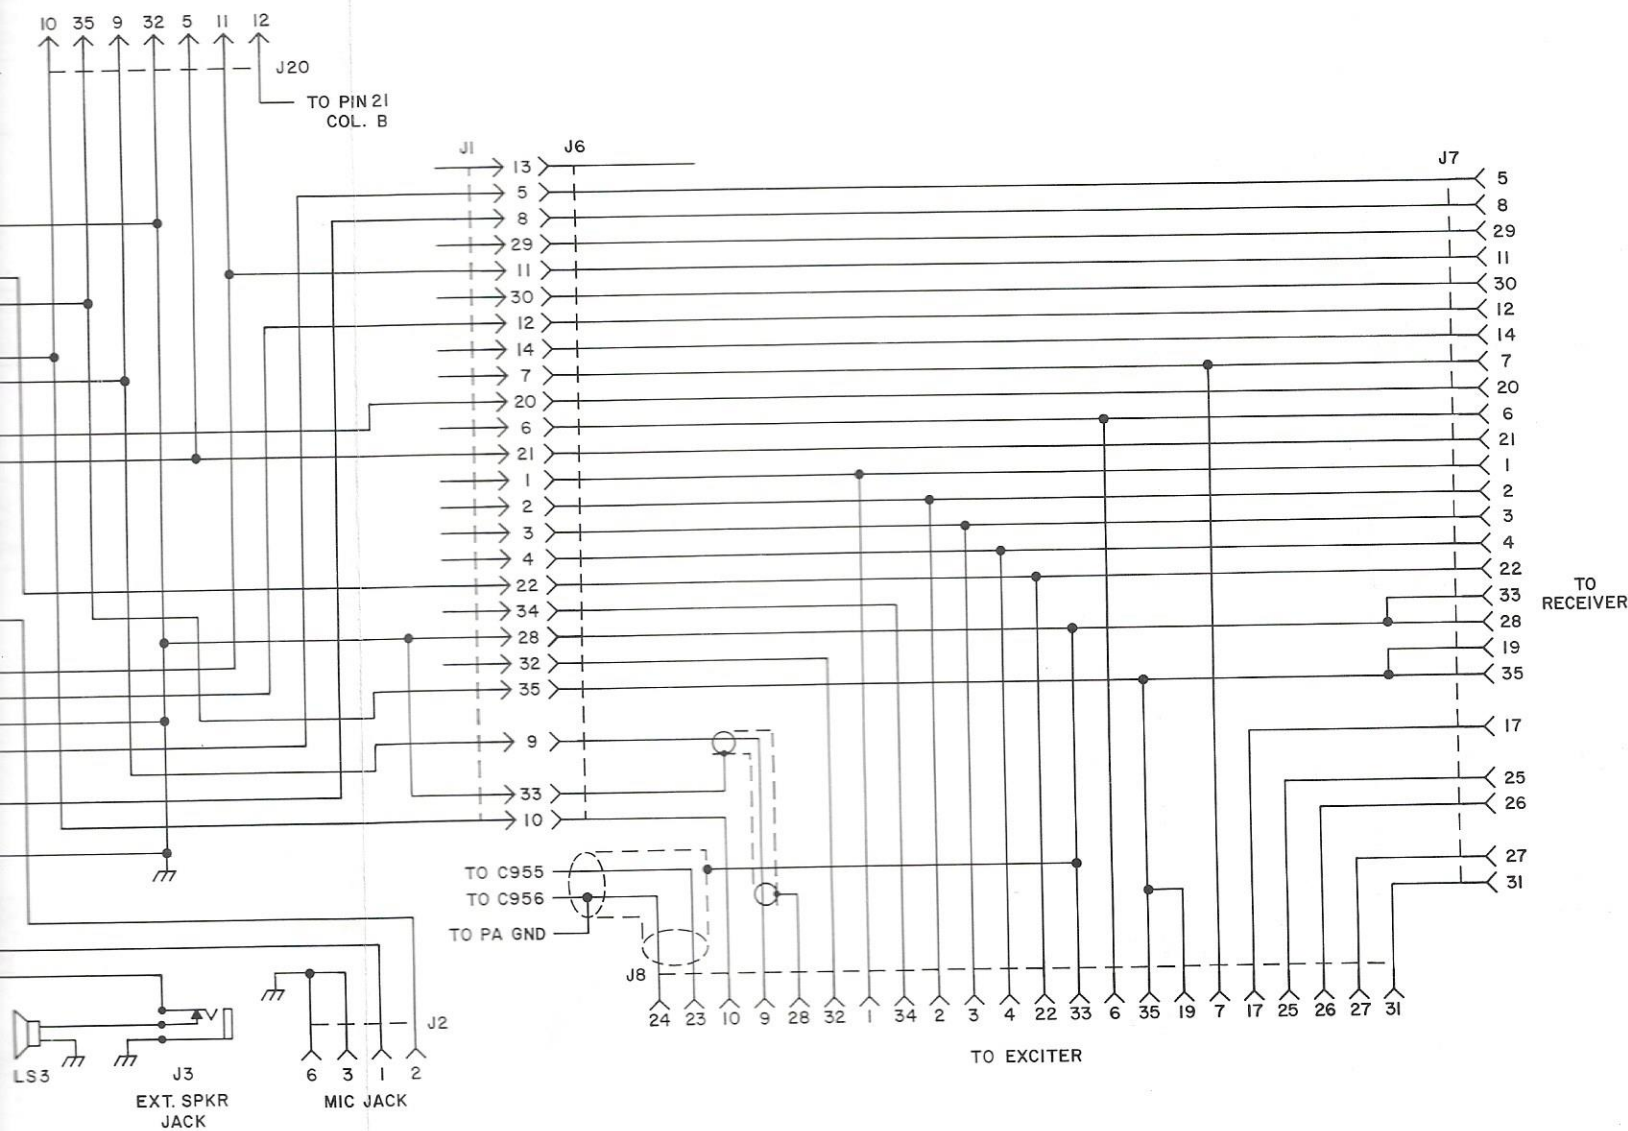 10 35 9 32 5 11 12
J20
TO PIN 21
COL. B
J1 J6 J7
13
5 5
8 8
29 29
11 11
30 30
12 12
14 14
7 7
20 20
6 6
21 21
1 1
2 2
3 3
4 4
22 22
34 33
28 28
32 19
35 35
9 17
33 25
10 26
TO
RECEIVER
TO C955 27
TO C956 31
TO PA GND
J8
24 23 10 9 28 32 1 34 2 3 4 22 33 6 35 19 7 17 25 26 27 31
TO EXCITER
J2
6 3 1 2
MIC JACK
LS3
J3
EXT. SPKR
JACK